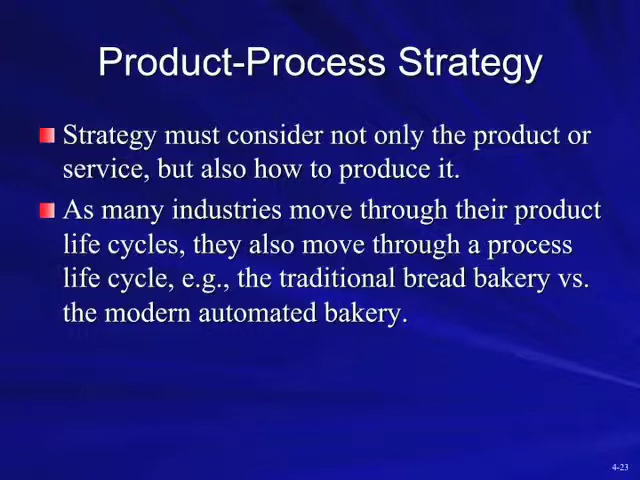 Product-Process Strategy
Strategy must consider not only the product or
service, but also how to produce it.
As many industries move through their product
life cycles, they also move through a process
life cycle, e.g., the traditional bread bakery vs.
the modern automated bakery.
4-23